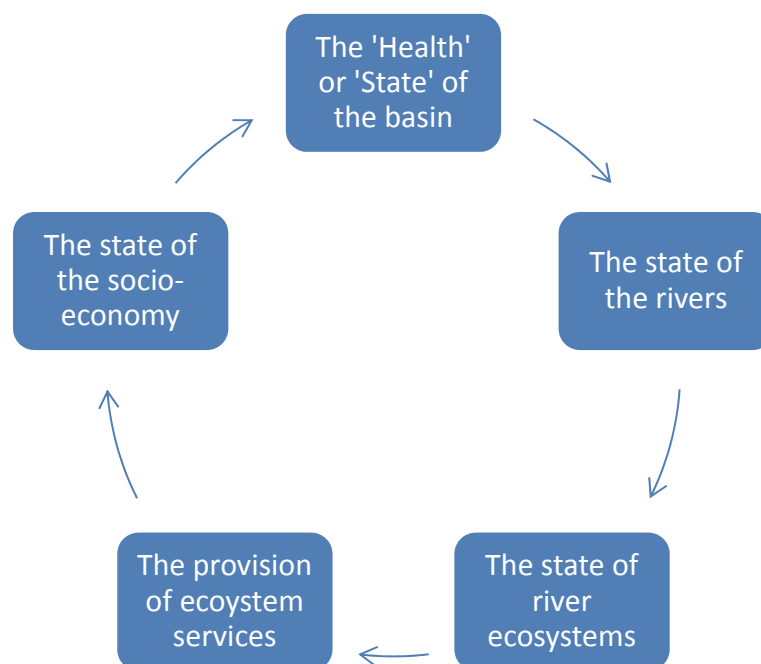 The 'Health'
or 'State' of
the basin
The state of
the rivers
The state of
river
ecosystems
The provision
of ecoystem
services
The state of
the socio-
economy